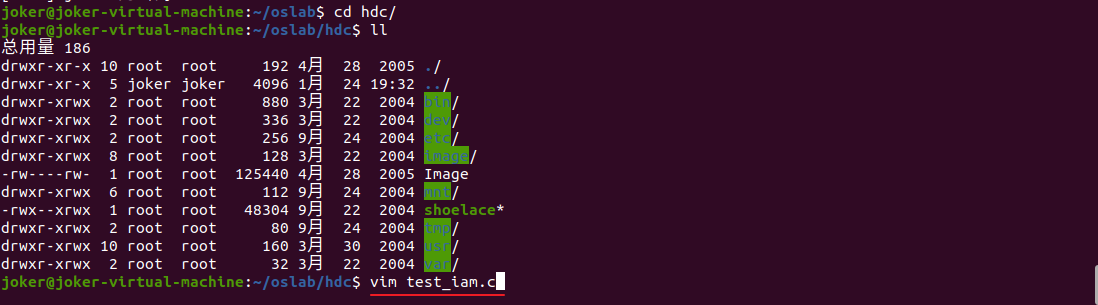 joker@joker-virtual-machine:~/oslab$ cd hdc/
joker@joker-virtual-machine:~/oslab/hdc$ ll
总用量 186
drwxr-xr-x 10 root  root     192 4月  28  2005 ./
drwxr-xr-x  5 joker joker   4096 1月  24 19:32 ../
drwxr-xrwx  2 root  root     880 3月  22  2004 bin/
drwxr-xrwx  2 root  root     336 3月  22  2004 dev/
drwxr-xrwx  2 root  root     256 9月  24  2004 etc/
drwxr-xrwx  8 root  root     128 3月  22  2004 image/
-rw----rw-  1 root  root  125440 4月  28  2005 Image
drwxr-xrwx  6 root  root     112 9月  24  2004 mnt/
-rwx--xrwx  1 root  root   48304 9月  22  2004 shoelace*
drwxr-xrwx  2 root  root      80 9月  24  2004 tmp/
drwxr-xrwx 10 root  root     160 3月  30  2004 usr/
drwxr-xrwx  2 root  root      32 3月  22  2004 var/
joker@joker-virtual-machine:~/oslab/hdc$ vim test_iam.c